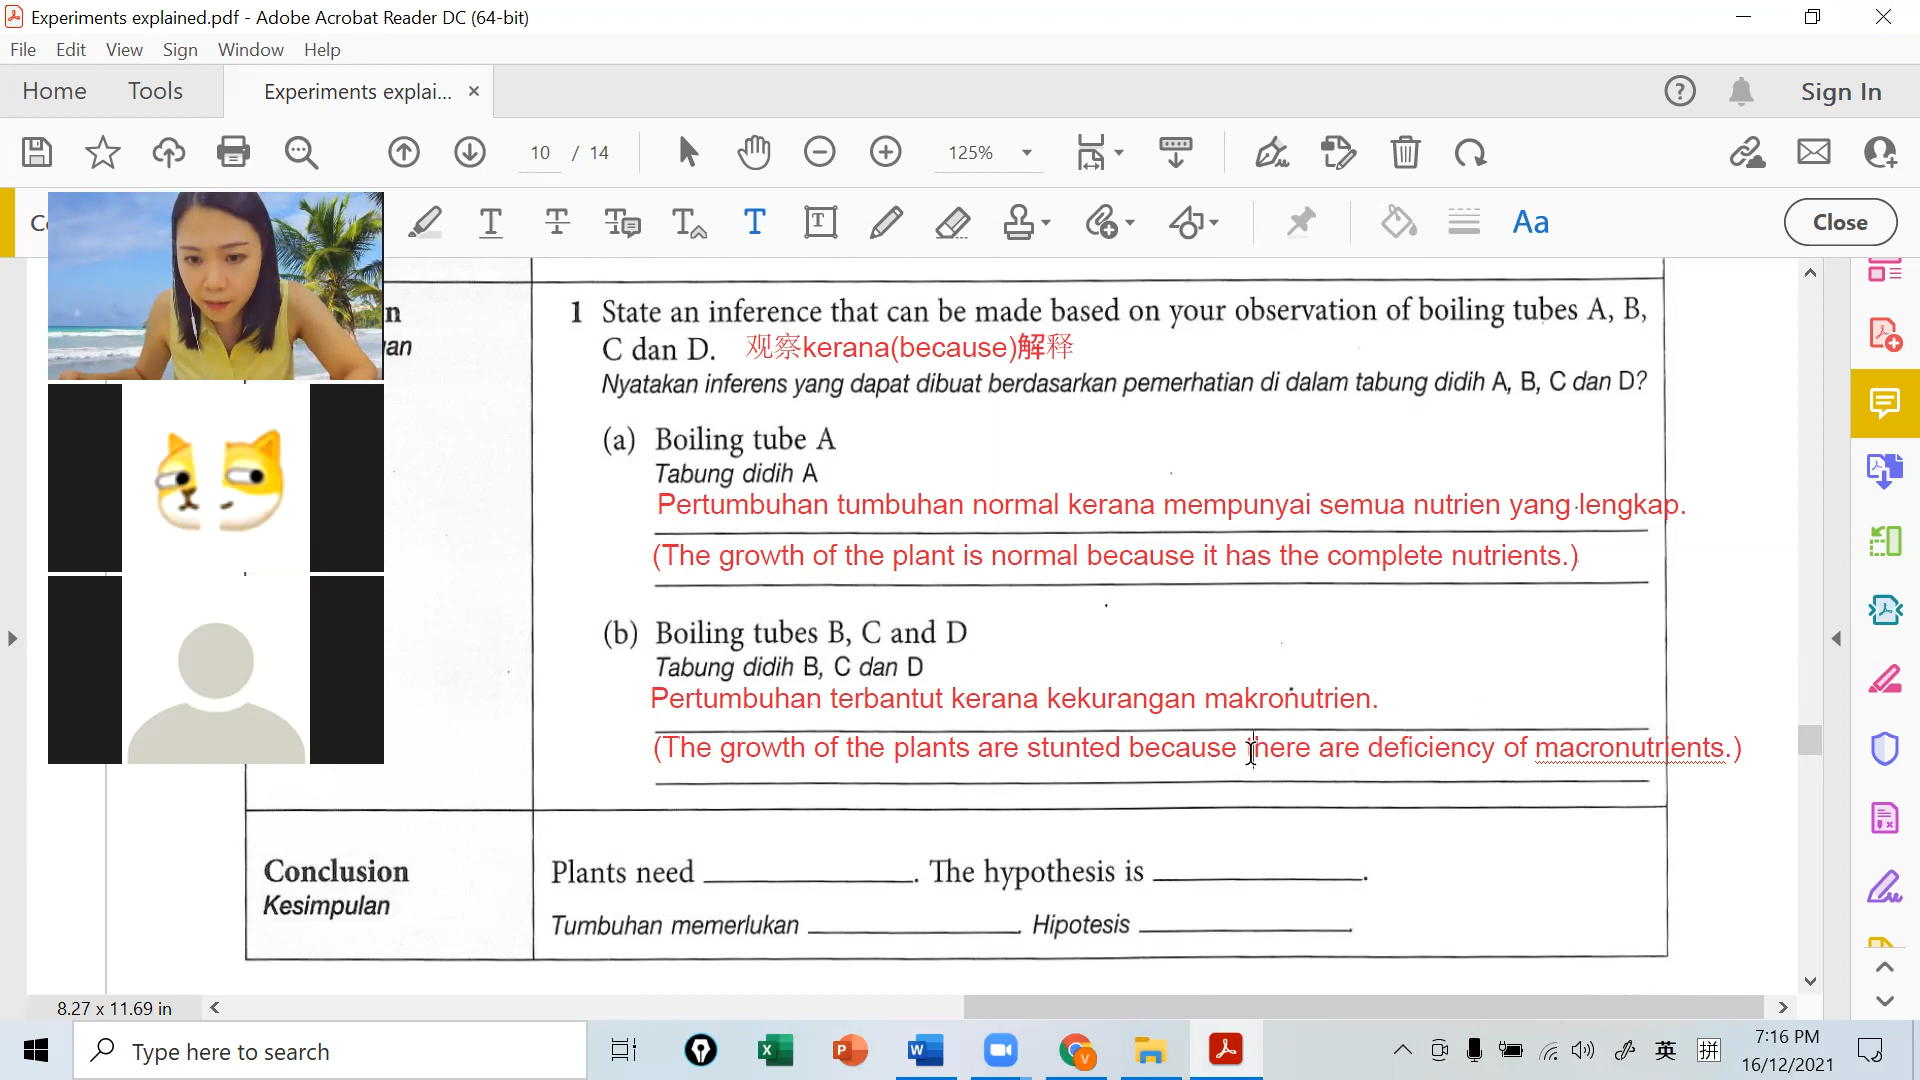 Experiments explained.pdf - Adobe Acrobat Reader DC (64-bit)
File Edit View Sign Window Help
Home Tools Experiments explai... × Sign In
10 / 14 125%
Aa Close
1 State an inference that can be made based on your observation of boiling tubes A, B,
C dan D. 观察kerana(because)解释
Nyatakan inferens yang dapat dibuat berdasarkan pemerhatian di dalam tabung didih A, B, C dan D?
(a) Boiling tube A
Tabung didih A
Pertumbuhan tumbuhan normal kerana mempunyai semua nutrien yang lengkap.
(The growth of the plant is normal because it has the complete nutrients.)
(b) Boiling tubes B, C and D
Tabung didih B, C dan D
Pertumbuhan terbantut kerana kekurangan makronutrien.
(The growth of the plants are stunted because there are deficiency of macronutrients.)
Conclusion
Kesimpulan
Plants need ______. The hypothesis is ______.
Tumbuhan memerlukan ______. Hipotesis ______.
8.27 x 11.69 in
Type here to search
英 拼
7:16 PM
16/12/2021